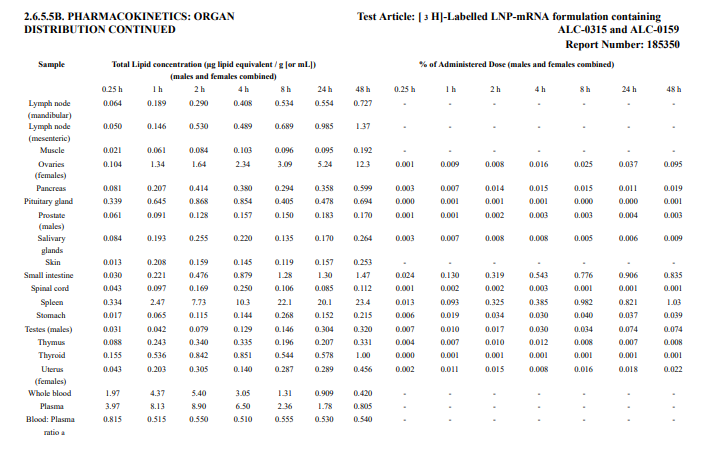 2.6.5.5B. PHARMACOKINETICS: ORGAN
DISTRIBUTION CONTINUED
Test Article: [ 3 H]-Labelled LNP-mRNA formulation containing
ALC-0315 and ALC-0159
Report Number: 185350
Sample Total Lipid concentration (µg lipid equivalent / g [or mL]) % of Administered Dose (males and females combined)
(males and females combined)
0.25 h 1 h 2 h 4 h 8 h 24 h 48 h 0.25 h 1 h 2 h 4 h 8 h 24 h 48 h
Lymph node 0.064 0.189 0.290 0.408 0.534 0.554 0.727 - - - - - - -
(mandibular)
Lymph node 0.050 0.146 0.530 0.489 0.689 0.985 1.37 - - - - - - -
(mesenteric)
Muscle 0.021 0.061 0.084 0.103 0.096 0.095 0.192 - - - - - - -
Ovaries 0.104 1.34 1.64 2.34 3.09 5.24 12.3 0.001 0.009 0.008 0.016 0.025 0.037 0.095
(females)
Pancreas 0.081 0.207 0.414 0.380 0.294 0.358 0.599 0.003 0.007 0.014 0.015 0.015 0.011 0.019
Pituitary gland 0.339 0.645 0.868 0.854 0.405 0.478 0.694 0.000 0.001 0.001 0.001 0.000 0.000 0.001
Prostate 0.061 0.091 0.128 0.157 0.150 0.183 0.170 0.001 0.001 0.002 0.003 0.003 0.004 0.003
(males)
Salivary 0.084 0.193 0.255 0.220 0.135 0.170 0.264 0.003 0.007 0.008 0.008 0.005 0.006 0.009
glands
Skin 0.013 0.208 0.159 0.145 0.119 0.157 0.253 - - - - - - -
Small intestine 0.030 0.221 0.476 0.879 1.28 1.30 1.47 0.024 0.130 0.319 0.543 0.776 0.906 0.835
Spinal cord 0.043 0.097 0.169 0.250 0.106 0.085 0.112 0.001 0.002 0.002 0.003 0.001 0.001 0.001
Spleen 0.334 2.47 7.73 10.3 22.1 20.1 23.4 0.013 0.093 0.325 0.385 0.982 0.821 1.03
Stomach 0.017 0.065 0.115 0.144 0.268 0.152 0.215 0.006 0.019 0.034 0.030 0.040 0.037 0.039
Testes (males) 0.031 0.042 0.079 0.129 0.146 0.304 0.320 0.007 0.010 0.017 0.030 0.034 0.074 0.074
Thymus 0.088 0.243 0.340 0.335 0.196 0.207 0.331 0.004 0.007 0.010 0.012 0.008 0.007 0.008
Thyroid 0.155 0.536 0.842 0.851 0.544 0.578 1.00 0.000 0.001 0.001 0.001 0.001 0.001 0.001
Uterus 0.043 0.203 0.305 0.140 0.287 0.289 0.456 0.002 0.011 0.015 0.008 0.016 0.018 0.022
(females)
Whole blood 1.97 4.37 5.40 3.05 1.31 0.909 0.420 - - - - - - -
Plasma 3.97 8.13 8.90 6.50 2.36 1.78 0.805 - - - - - - -
Blood: Plasma 0.815 0.515 0.550 0.510 0.555 0.530 0.540 - - - - - - -
ratio a